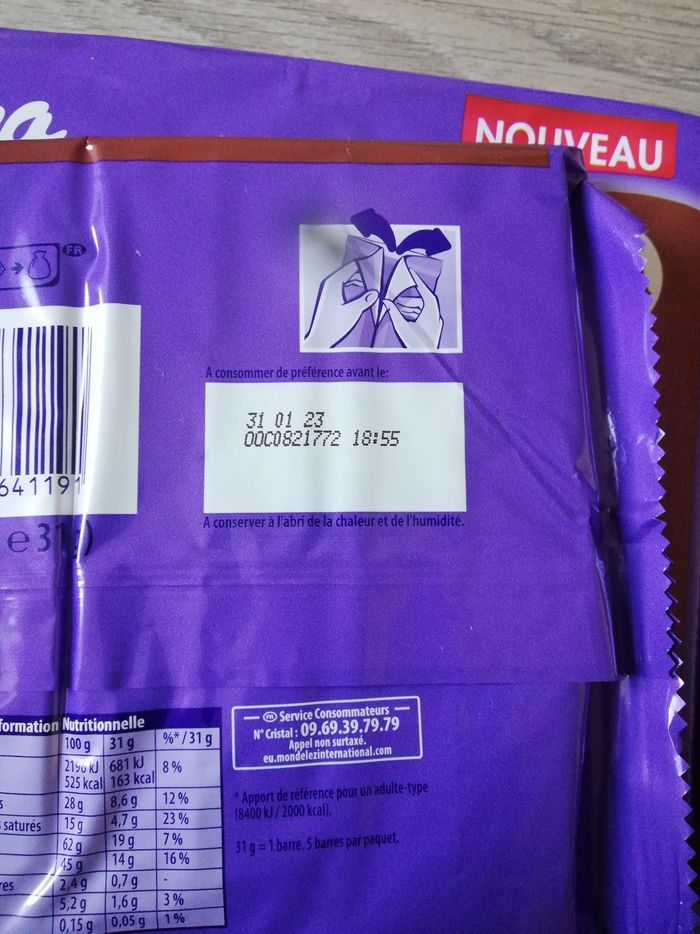 NOUVEAU
FR
A consommer de préférence avant le:
31 01 23
OOC0821772 18:55
641191
A conserver à l'abri de la chaleur et de l'humidité.
e 31
Nutritionnelle
100 g 31 g %* / 31 g
2190 kJ 681 kJ 8 %
525 kcal 163 kcal
28 g 8,6 g 12 %
saturés 15 g 4,7 g 23 %
62 g 19 g 7 %
45 g 14 g 16 %
2,4 g 0,7 g -
5,2 g 1,6 g 3 %
0,15 g 0,05 g 1 %
FR Service Consommateurs
N° Cristal : 09.69.39.79.79
Appel non surtaxé.
eu.mondelezinternational.com
* Apport de référence pour un adulte-type
(8400 kJ / 2000 kcal).
31 g = 1 barre. 5 barres par paquet.